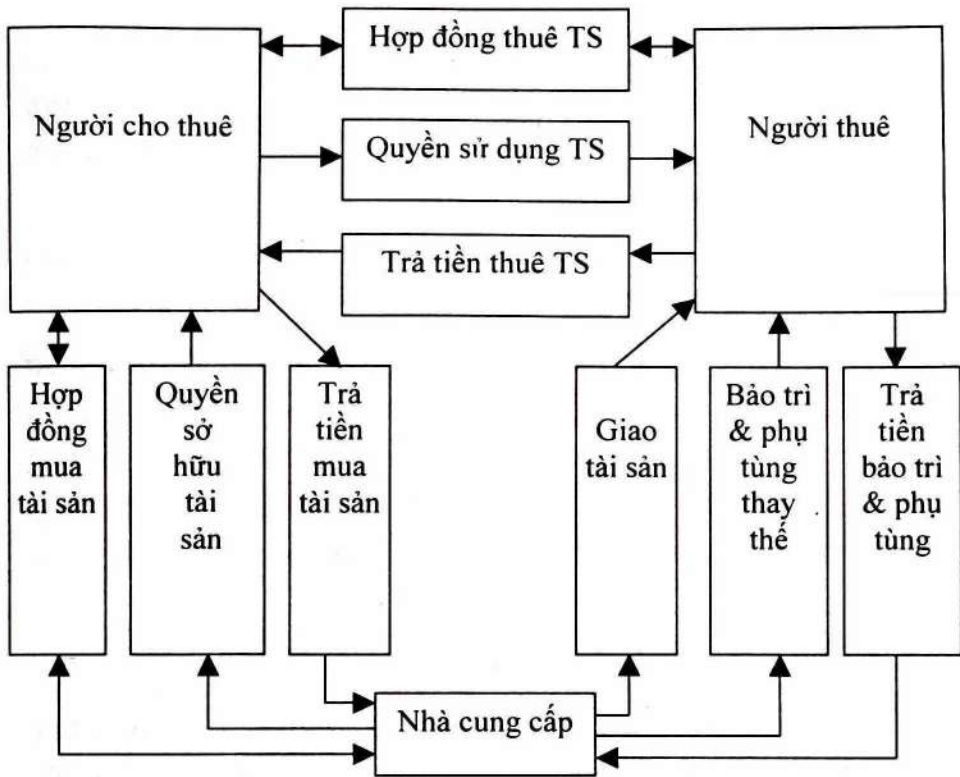 Hợp đồng thuê TS
Người cho thuê
Người thuê
Quyền sử dụng TS
Trả tiền thuê TS
Hợp
đồng
mua
tài sản
Quyền
sở
hữu
tài
sản
Trả
tiền
mua
tài sản
Giao
tài sản
Bảo trì
& phụ
tùng
thay
thế
Trả
tiền
bảo trì
& phụ
tùng
Nhà cung cấp